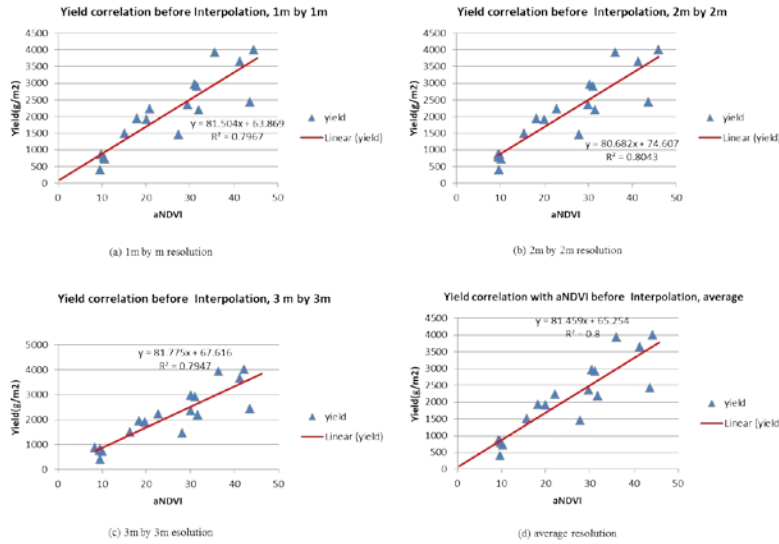 Yield correlation before Interpolation, 1m by 1m
4500
4000
3500
3000
2500
2000
1500
1000
500
0
Yield(g/m2)
y = 81.504x + 63.869
R² = 0.7967
0 10 20 30 40 50
aNDVI
yield
Linear (yield)
(a) 1m by m resolution
Yield correlation before Interpolation, 2m by 2m
4500
4000
3500
3000
2500
2000
1500
1000
500
0
Yield(g/m2)
y = 80.682x + 74.607
R² = 0.8043
0 10 20 30 40 50
aNDVI
yield
Linear (yield)
(b) 2m by 2m resolution
Yield correlation before Interpolation, 3 m by 3m
5000
4000
3000
2000
1000
0
Yield(g/m2)
y = 81.775x + 67.616
R² = 0.7947
0 10 20 30 40 50
aNDVI
yield
Linear (yield)
(c) 3m by 3m esolution
Yield correlation with aNDVI before Interpolation, average
4500
4000
3500
3000
2500
2000
1500
1000
500
0
Yield(g/m2)
y = 81.459x + 65.254
R² = 0.8
0 10 20 30 40 50
aNDVI
yield
Linear (yield
(d) average resolution